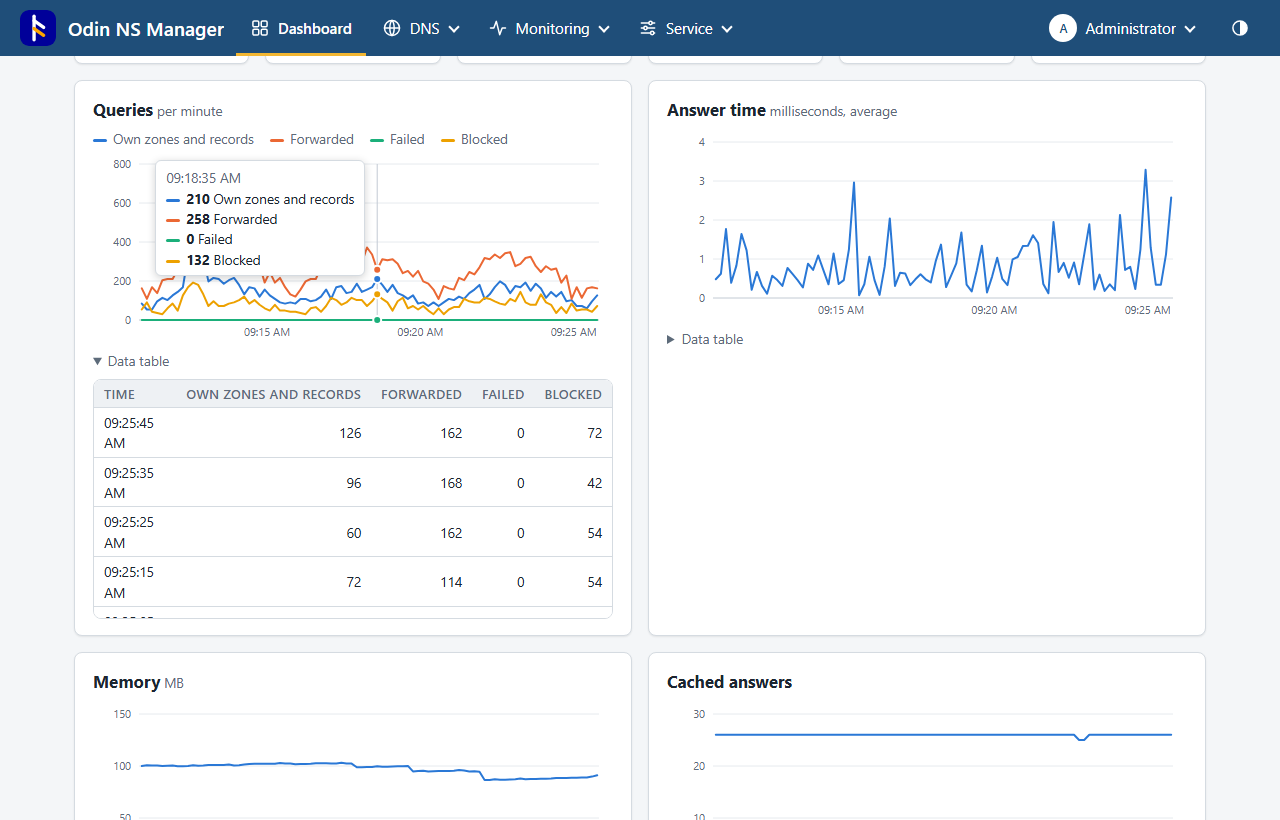 Odin NS Manager
Dashboard
DNS
Monitoring
Service
A
Administrator
Queries per minute
Own zones and records
Forwarded
Failed
Blocked
800
600
400
200
0
09:18:35 AM
210 Own zones and records
258 Forwarded
0 Failed
132 Blocked
09:15 AM
09:20 AM
09:25 AM
Data table
TIME OWN ZONES AND RECORDS FORWARDED FAILED BLOCKED
09:25:45 AM 126 162 0 72
09:25:35 AM 96 168 0 42
09:25:25 AM 60 162 0 54
09:25:15 AM 72 114 0 54
Answer time milliseconds, average
4
3
2
1
0
09:15 AM
09:20 AM
09:25 AM
Data table
Memory MB
150
100
50
Cached answers
30
20
10